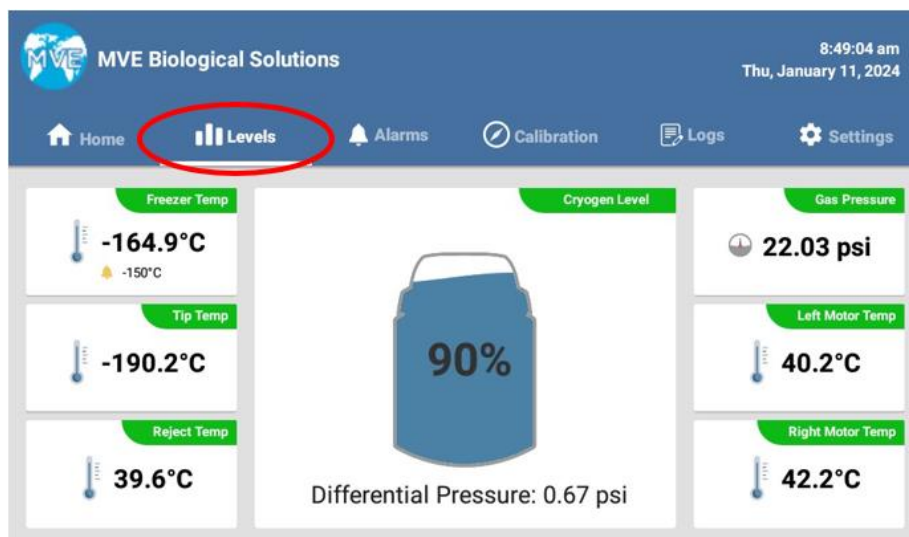 MVE
MVE Biological Solutions
8:49:04 am
Thu, January 11, 2024
Home
Levels
Alarms
Calibration
Logs
Settings
Freezer Temp
-164.9°C
-150°C
Tip Temp
-190.2°C
Reject Temp
39.6°C
Cryogen Level
90%
Differential Pressure: 0.67 psi
Gas Pressure
22.03 psi
Left Motor Temp
40.2°C
Right Motor Temp
42.2°C